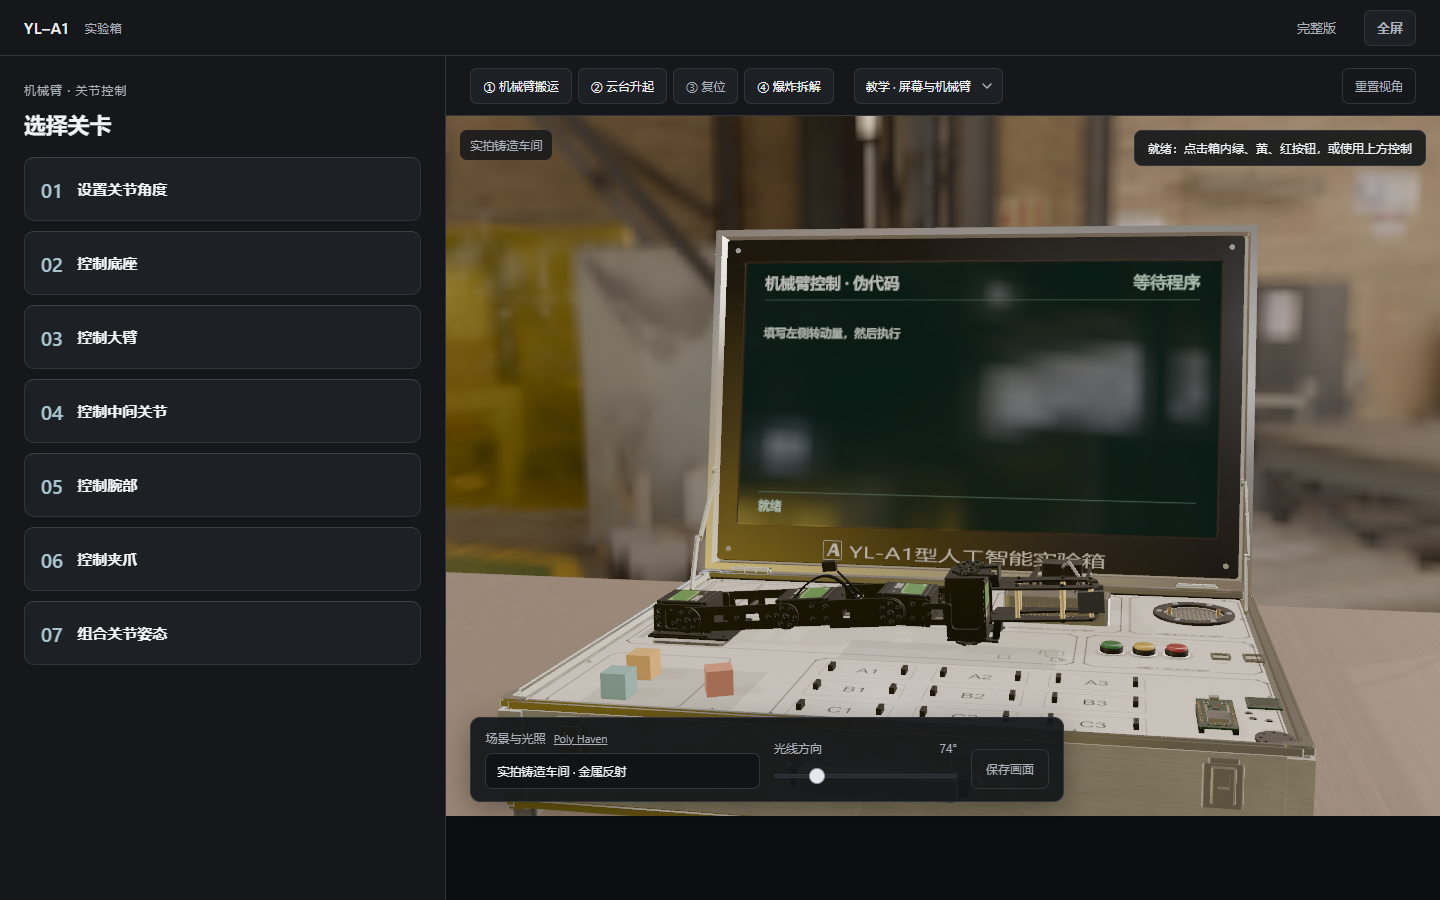 YL–A1 实验箱
完整版
全屏
机械臂 · 关节控制
选择关卡
01 设置关节角度
02 控制底座
03 控制大臂
04 控制中间关节
05 控制腕部
06 控制夹爪
07 组合关节姿态
① 机械臂搬运
② 云台升起
③ 复位
④ 爆炸拆解
教学 · 屏幕与机械臂
重置视角
实拍铸造车间
就绪：点击箱内绿、黄、红按钮，或使用上方控制
机械臂控制 · 伪代码
等待程序
填写左侧转动量，然后执行
就绪
A YL-A1型人工智能实验箱
A1 A2 A3
B1 B2 B3
C1 C2 C3
场景与光照 Poly Haven
实拍铸造车间 · 金属反射
光线方向 74°
保存画面